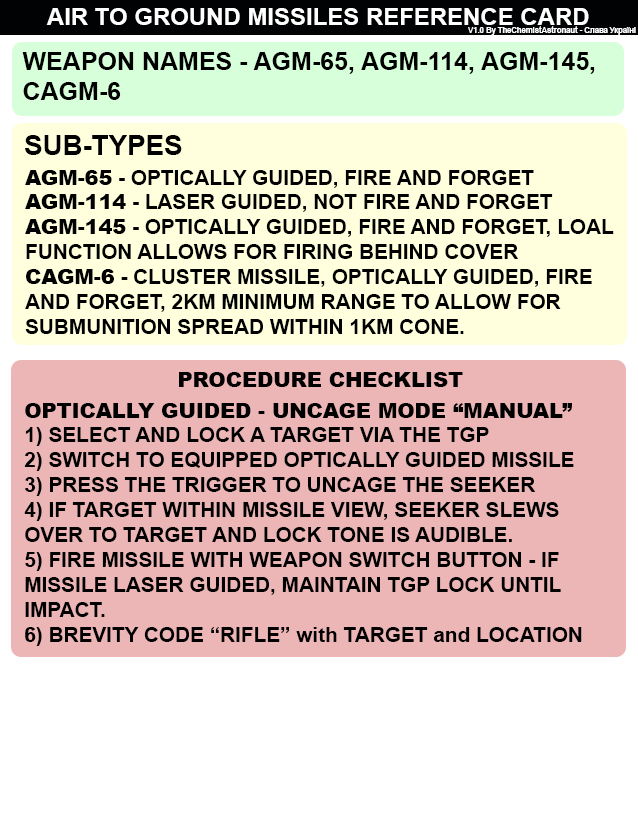 AIR TO GROUND MISSILES REFERENCE CARD
V1.0 By TheChemistAstronaut - Слава Україні
WEAPON NAMES - AGM-65, AGM-114, AGM-145,
CAGM-6
SUB-TYPES
AGM-65 - OPTICALLY GUIDED, FIRE AND FORGET
AGM-114 - LASER GUIDED, NOT FIRE AND FORGET
AGM-145 - OPTICALLY GUIDED, FIRE AND FORGET, LOAL
FUNCTION ALLOWS FOR FIRING BEHIND COVER
CAGM-6 - CLUSTER MISSILE, OPTICALLY GUIDED, FIRE
AND FORGET, 2KM MINIMUM RANGE TO ALLOW FOR
SUBMUNITION SPREAD WITHIN 1KM CONE.
PROCEDURE CHECKLIST
OPTICALLY GUIDED - UNCAGE MODE “MANUAL”
1) SELECT AND LOCK A TARGET VIA THE TGP
2) SWITCH TO EQUIPPED OPTICALLY GUIDED MISSILE
3) PRESS THE TRIGGER TO UNCAGE THE SEEKER
4) IF TARGET WITHIN MISSILE VIEW, SEEKER SLEWS
OVER TO TARGET AND LOCK TONE IS AUDIBLE.
5) FIRE MISSILE WITH WEAPON SWITCH BUTTON - IF
MISSILE LASER GUIDED, MAINTAIN TGP LOCK UNTIL
IMPACT.
6) BREVITY CODE “RIFLE” with TARGET and LOCATION